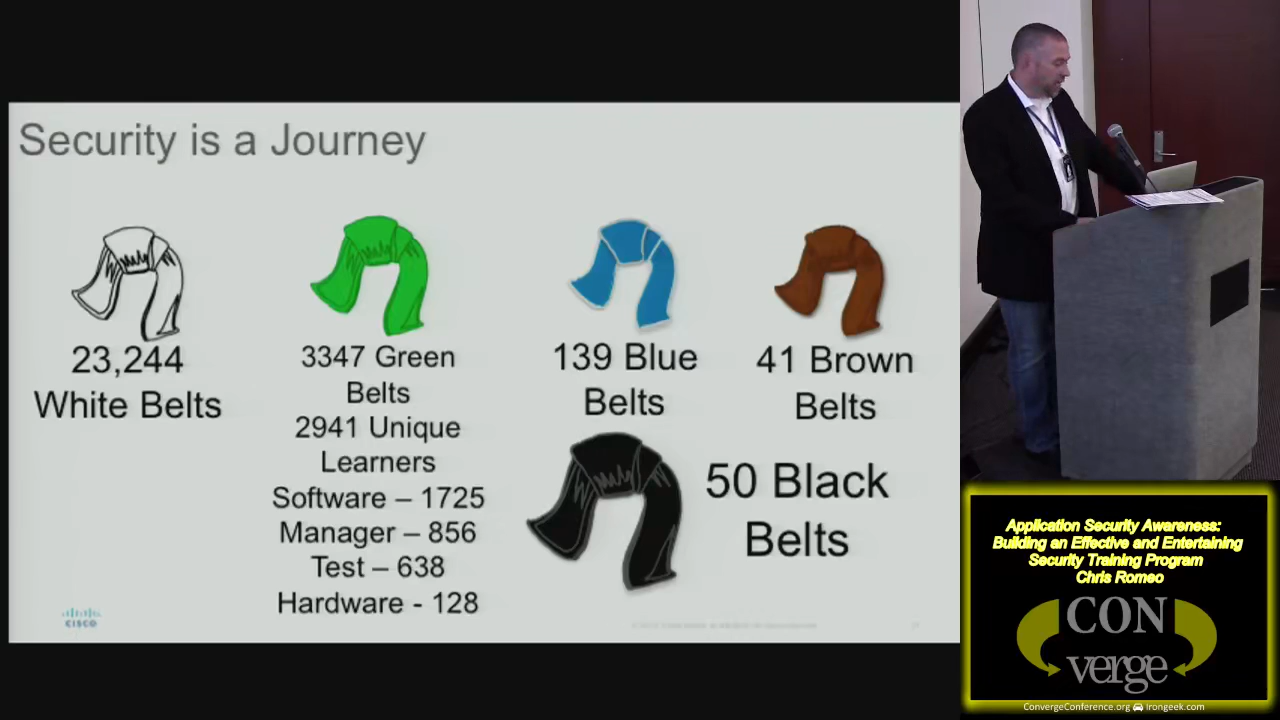 Security is a Journey
23,244
White Belts
3347 Green
Belts
2941 Unique
Learners
Software – 1725
Manager – 856
Test – 638
Hardware - 128
139 Blue
Belts
41 Brown
Belts
50 Black
Belts
CISCO
Application Security Awareness:
Building an Effective and Entertaining
Security Training Program
Chris Romeo
CON
verge
ConvergeConference.org Irongeek.com